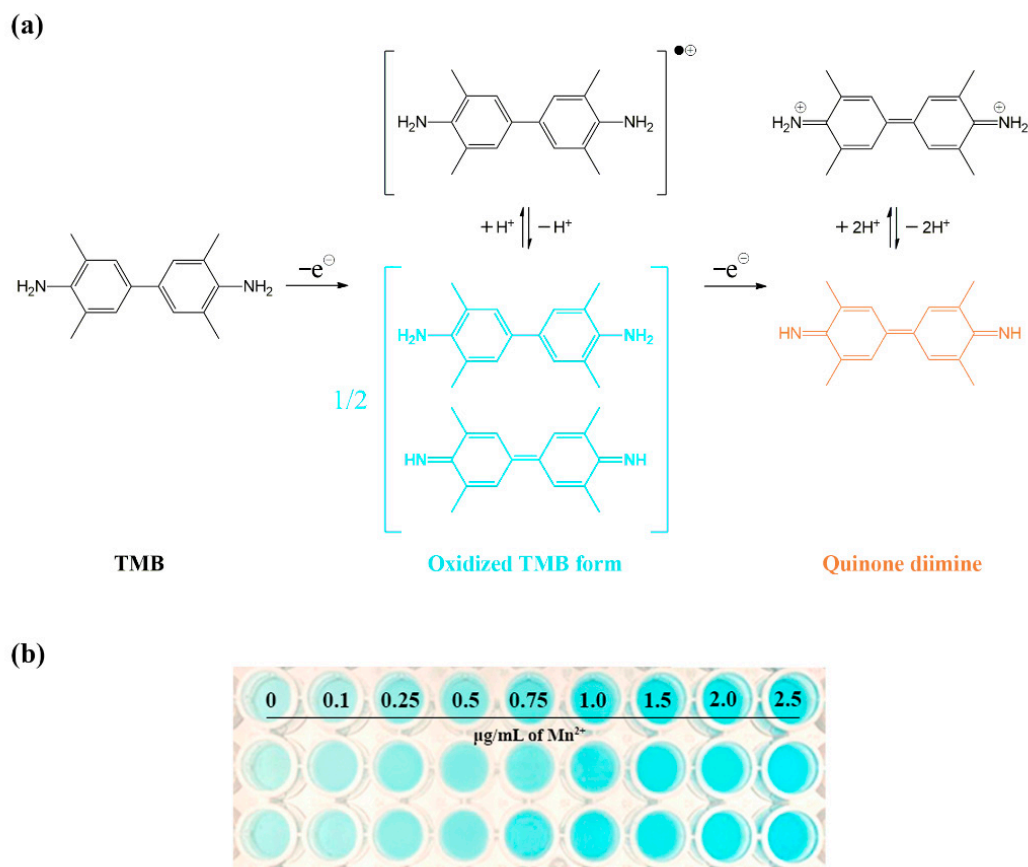 (a)
H₂N
NH₂
●⊕
⊕
H₂N
⊕
NH₂
+ H⁺
− H⁺
+ 2H⁺
− 2H⁺
H₂N
NH₂
−e⊖
H₂N
NH₂
−e⊖
HN
NH
1/2
HN
NH
TMB
Oxidized TMB form
Quinone diimine
(b)
0 0.1 0.25 0.5 0.75 1.0 1.5 2.0 2.5
µg/mL of Mn²⁺